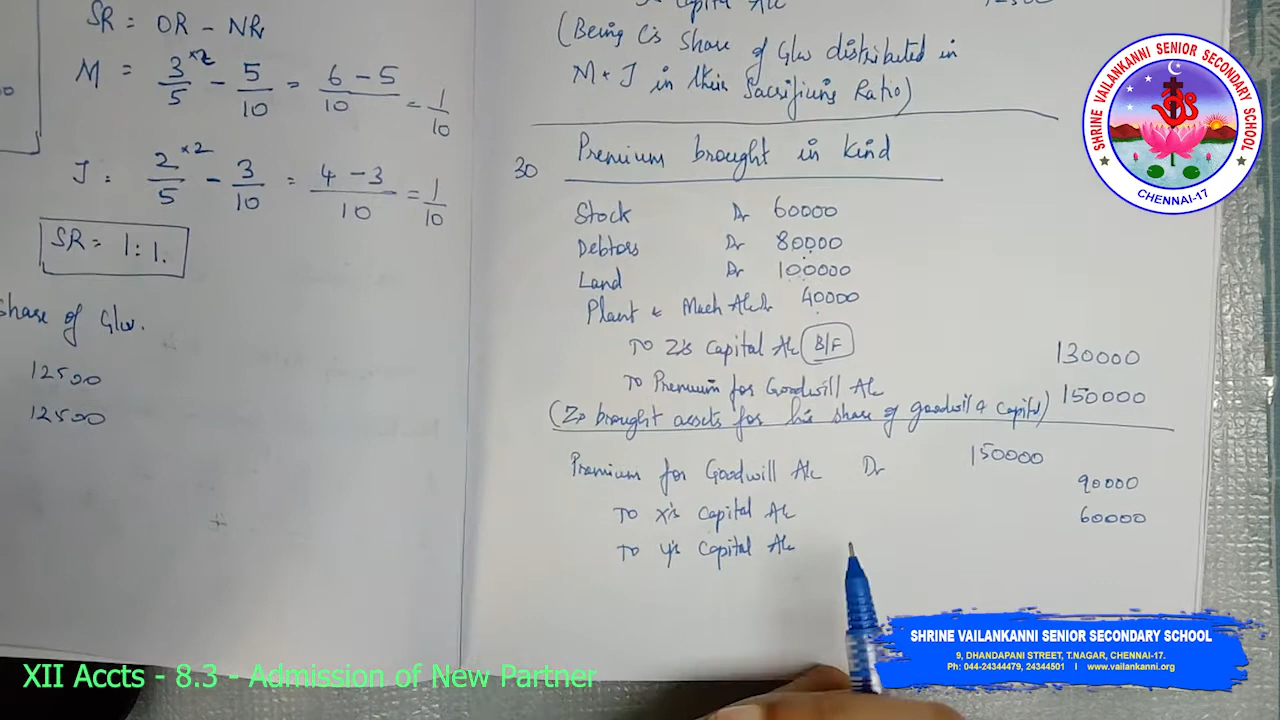 SR = OR - NR
M = 3/5 ×2 - 5/10 = 6 - 5/10 = 1/10
J : 2/5 ×2 - 3/10 = 4 - 3/10 = 1/10
SR = 1:1.
Share of Glw.
12500
12500
Capital A/c 12500
(Being C's Share of Glw distributed in
M & J in their Sacrificing Ratio)
30 Premium brought in kind
Stock Dr 60000
Debtors Dr 80000
Land Dr 100000
Plant & Mach A/c Dr 40000
To Z's Capital A/c B/F 130000
To Premium for Goodwill A/c 150000
(Z brought assets for his share of goodwill & capital)
Premium for Goodwill A/c Dr 150000
To X's Capital A/c 90000
To Y's Capital A/c 60000
SHRINE VAILANKANNI SENIOR SECONDARY SCHOOL
CHENNAI-17
SHRINE VAILANKANNI SENIOR SECONDARY SCHOOL
9, DHANDAPANI STREET, T.NAGAR, CHENNAI-17.
Ph: 044-24344479, 24344501 I www.vailankanni.org
XII Accts - 8.3 - Admission of New Partner